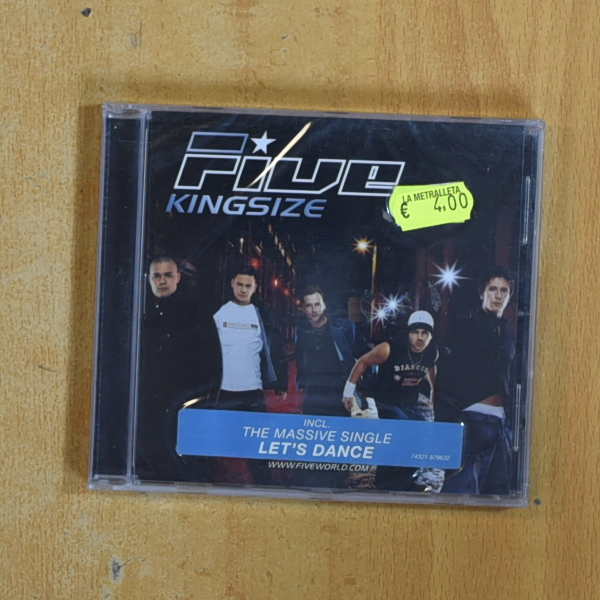 FIVE
KINGSIZE
LA METRALLETA
€ 4,00
INCL.
THE MASSIVE SINGLE
LET'S DANCE
74321 879632
WWW.FIVEWORLD.COM